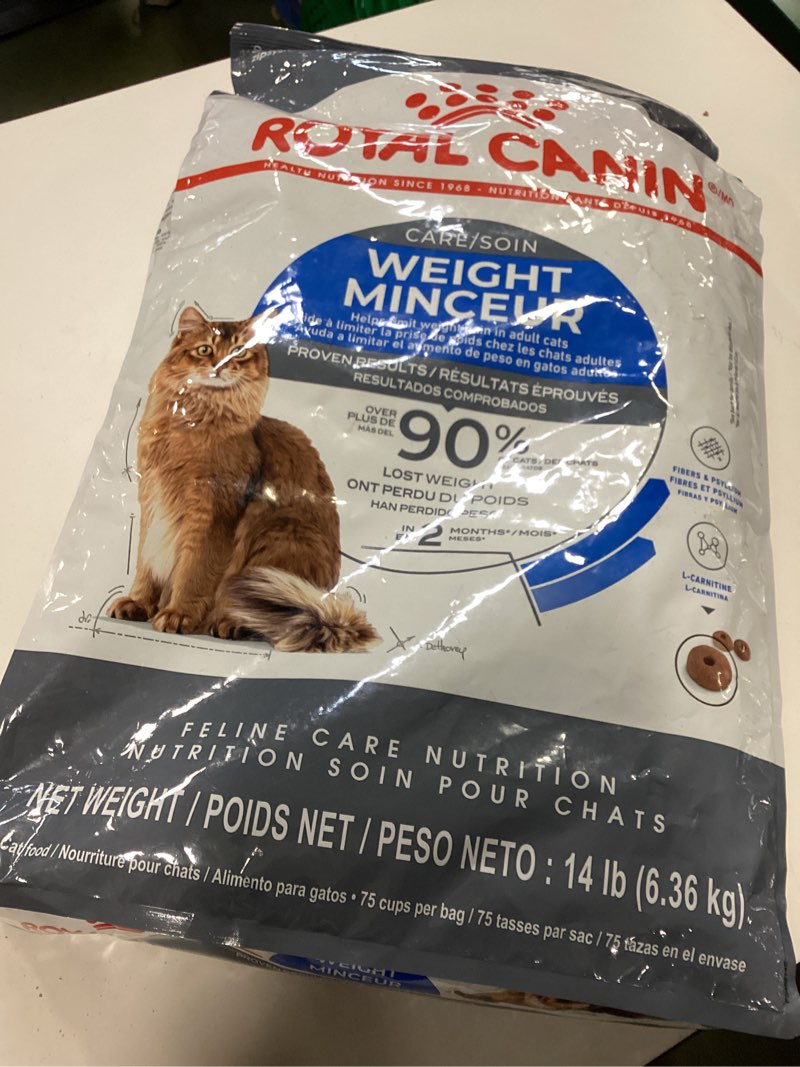 ROYAL CANIN
HEALTH NUTRITION SINCE 1968 - NUTRITION SANTÉ DEPUIS 1968
CARE/SOIN
WEIGHT
MINCEUR
Helps limit weight gain in adult cats
Aide à limiter la prise de poids chez les chats adultes
Ayuda a limitar el aumento de peso en gatos adultos
PROVEN RESULTS / RÉSULTATS ÉPROUVÉS
RESULTADOS COMPROBADOS
OVER
PLUS DE
MÁS DEL
90%
CATS/DES CHATS
LOST WEIGHT
ONT PERDU DU POIDS
HAN PERDIDO PESO
IN
EN
2
MONTHS*/MOIS*
MESES*
FIBERS & PSYLLIUM
FIBRES ET PSYLLIUM
FIBRAS Y PSYLLIUM
L-CARNITINE
L-CARNITINA
FELINE CARE NUTRITION
NUTRITION SOIN POUR CHATS
NET WEIGHT / POIDS NET / PESO NETO : 14 lb (6.36 kg)
Cat food / Nourriture pour chats / Alimento para gatos • 75 cups per bag / 75 tasses par sac / 75 tazas en el envase
WEIGHT
MINCEUR